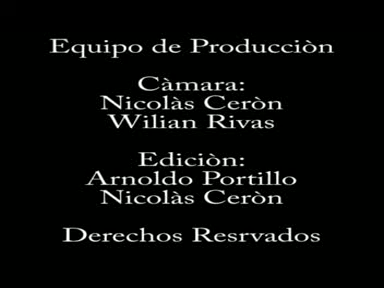 Equipo de Producciòn
Càmara:
Nicolàs Ceròn
Wilian Rivas
Ediciòn:
Arnoldo Portillo
Nicolàs Ceròn
Derechos Resrvados